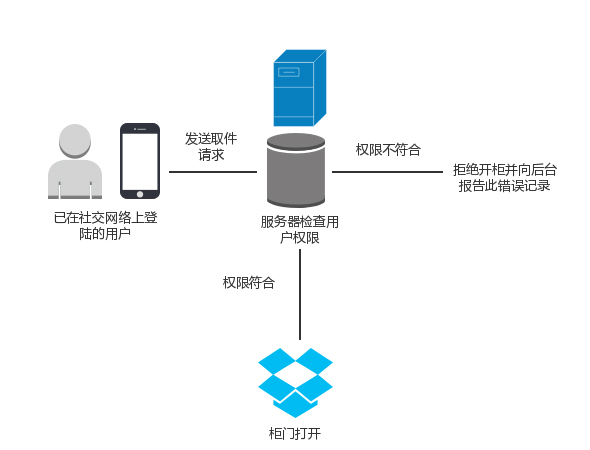 发送取件
请求
权限不符合
拒绝开柜并向后台
报告此错误记录
已在社交网络上登
陆的用户
服务器检查用
户权限
权限符合
柜门打开